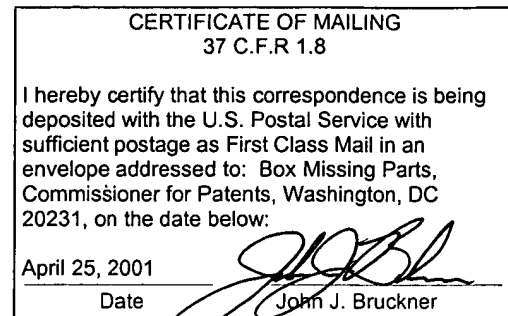 CERTIFICATE OF MAILING
37 C.F.R 1.8
I hereby certify that this correspondence is being
deposited with the U.S. Postal Service with
sufficient postage as First Class Mail in an
envelope addressed to: Box Missing Parts,
Commissioner for Patents, Washington, DC
20231, on the date below:
April 25, 2001
Date John J. Bruckner